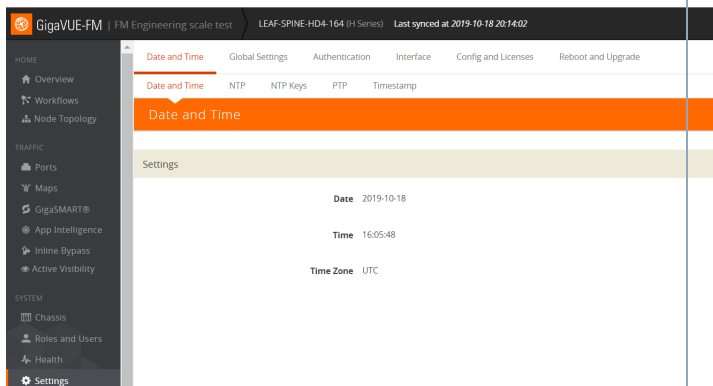 GigaVUE-FM | FM Engineering scale test LEAF-SPINE-HD4-164 (H Series) Last synced at 2019-10-18 20:14:02
HOME
Overview
Workflows
Node Topology
TRAFFIC
Ports
Maps
GigaSMART®
App Intelligence
Inline Bypass
Active Visibility
SYSTEM
Chassis
Roles and Users
Health
Settings
Date and Time Global Settings Authentication Interface Config and Licenses Reboot and Upgrade
Date and Time NTP NTP Keys PTP Timestamp
Date and Time
Settings
Date 2019-10-18
Time 16:05:48
Time Zone UTC